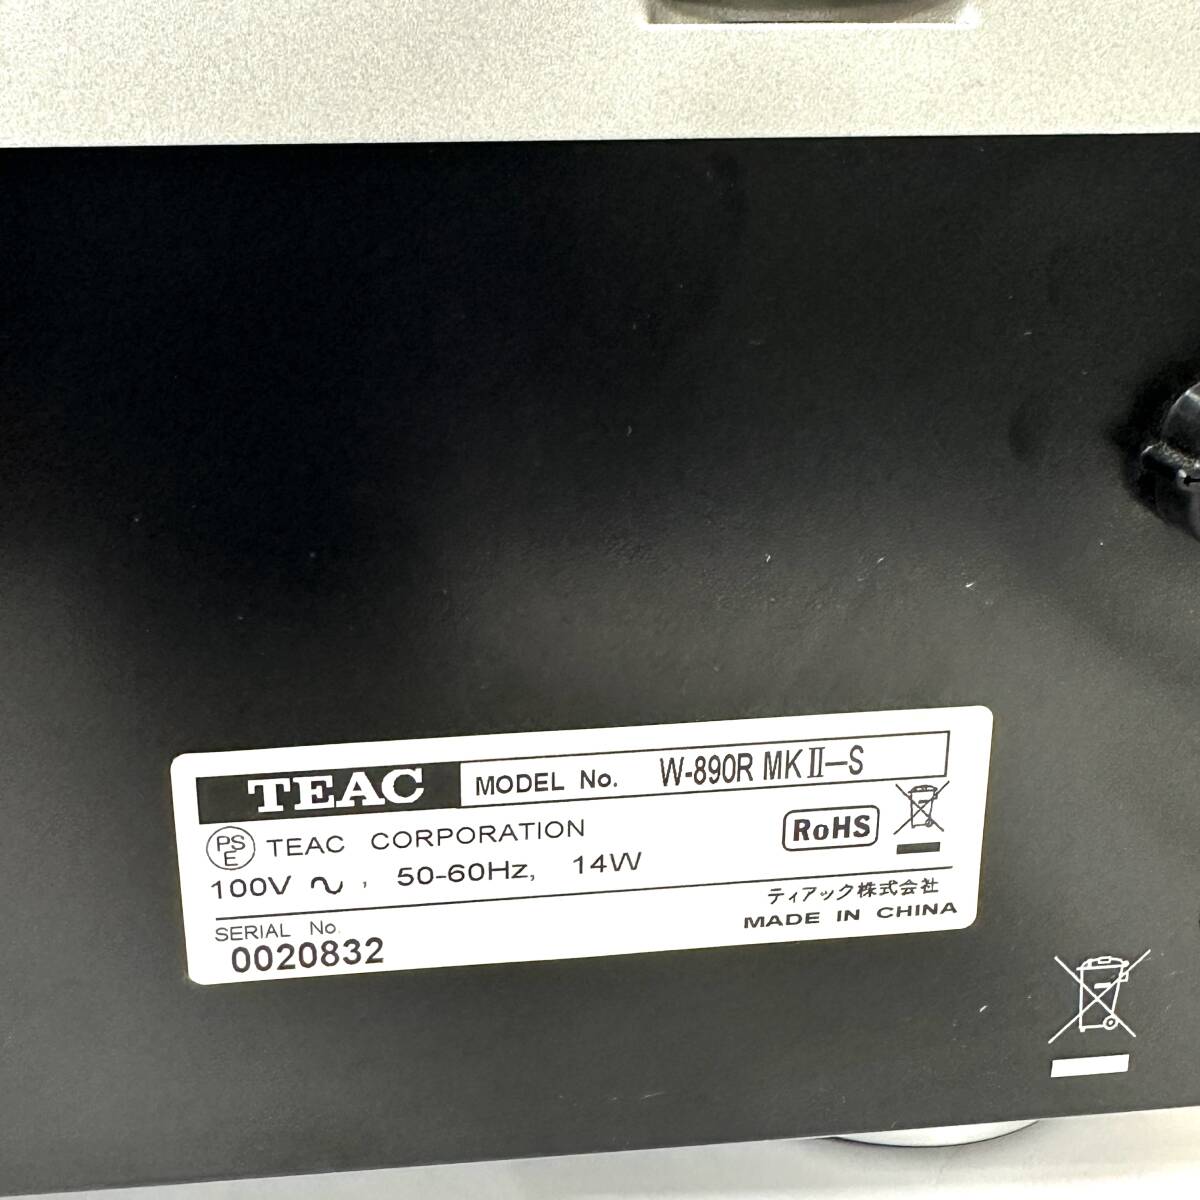 TEAC MODEL No. W-890R MKⅡ-S
PSE TEAC CORPORATION RoHS
100V ～, 50-60Hz, 14W
ティアック株式会社
SERIAL No. MADE IN CHINA
0020832